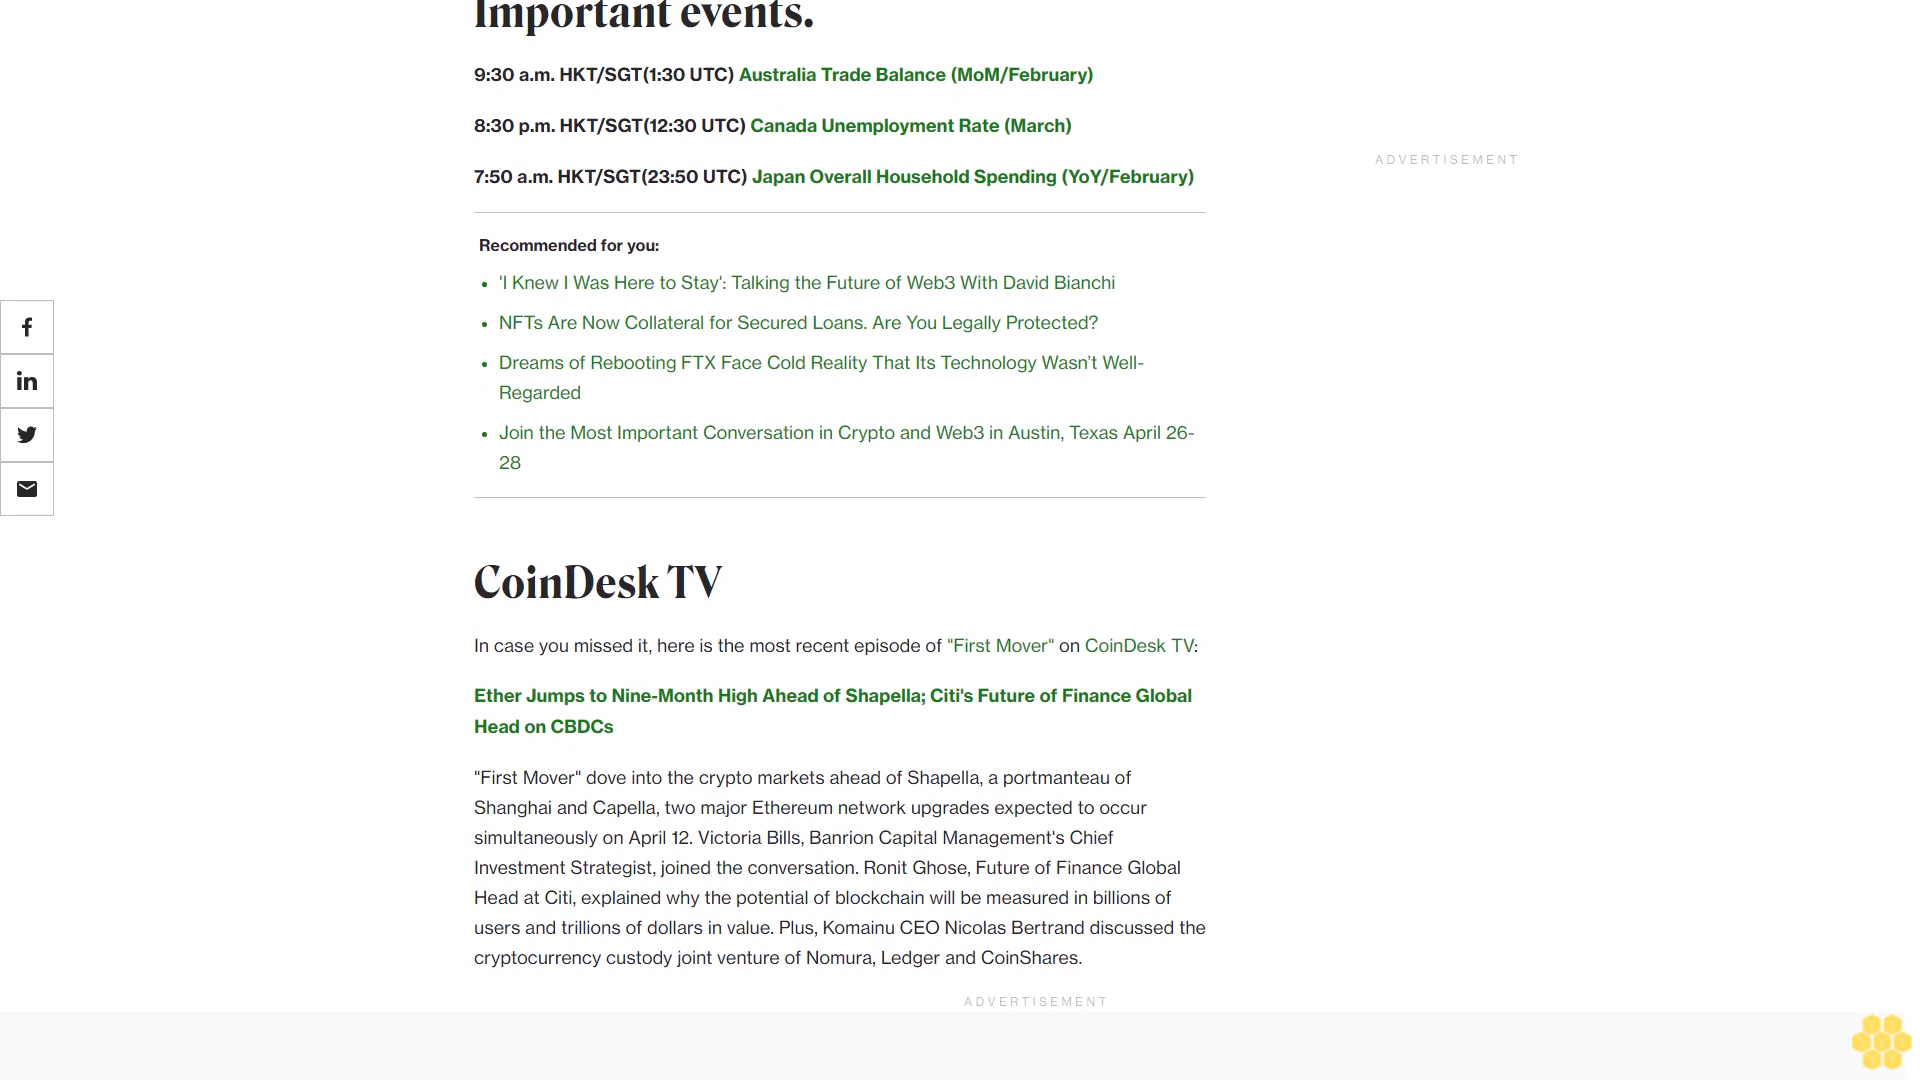 Important events.
9:30 a.m. HKT/SGT(1:30 UTC) Australia Trade Balance (MoM/February)
8:30 p.m. HKT/SGT(12:30 UTC) Canada Unemployment Rate (March)
7:50 a.m. HKT/SGT(23:50 UTC) Japan Overall Household Spending (YoY/February)
ADVERTISEMENT
Recommended for you:
• 'I Knew I Was Here to Stay': Talking the Future of Web3 With David Bianchi
• NFTs Are Now Collateral for Secured Loans. Are You Legally Protected?
• Dreams of Rebooting FTX Face Cold Reality That Its Technology Wasn’t Well-
Regarded
• Join the Most Important Conversation in Crypto and Web3 in Austin, Texas April 26-
28
CoinDesk TV
In case you missed it, here is the most recent episode of "First Mover" on CoinDesk TV:
Ether Jumps to Nine-Month High Ahead of Shapella; Citi's Future of Finance Global
Head on CBDCs
"First Mover" dove into the crypto markets ahead of Shapella, a portmanteau of
Shanghai and Capella, two major Ethereum network upgrades expected to occur
simultaneously on April 12. Victoria Bills, Banrion Capital Management's Chief
Investment Strategist, joined the conversation. Ronit Ghose, Future of Finance Global
Head at Citi, explained why the potential of blockchain will be measured in billions of
users and trillions of dollars in value. Plus, Komainu CEO Nicolas Bertrand discussed the
cryptocurrency custody joint venture of Nomura, Ledger and CoinShares.
ADVERTISEMENT